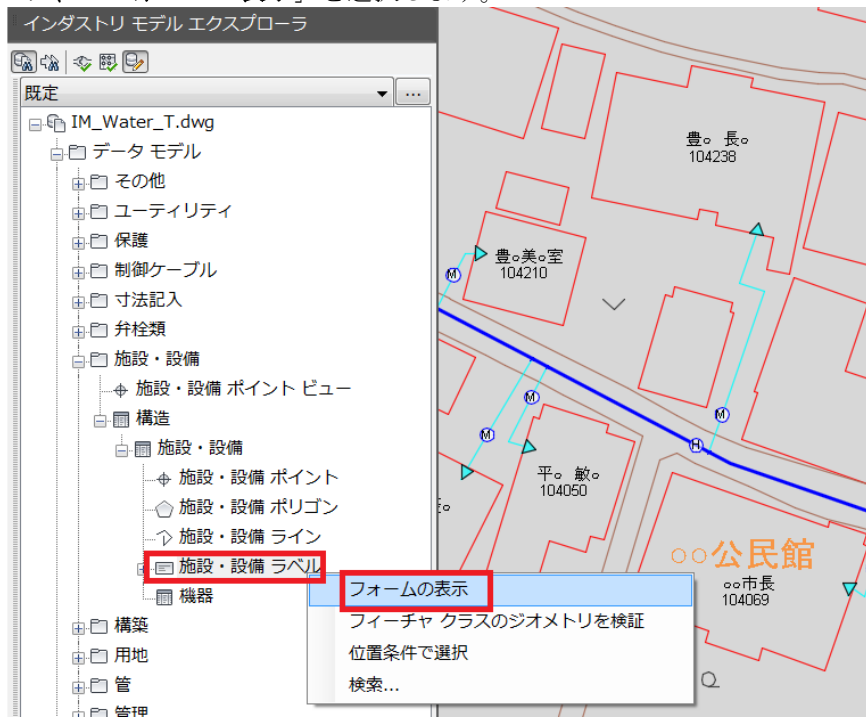 インダストリ モデル エクスプローラ
既定
...
IM_Water_T.dwg
データ モデル
その他
ユーティリティ
保護
制御ケーブル
寸法記入
弁栓類
施設・設備
施設・設備 ポイント ビュー
構造
施設・設備
施設・設備 ポイント
施設・設備 ポリゴン
施設・設備 ライン
施設・設備 ラベル
機器
構築
用地
管
管理
フォームの表示
フィーチャ クラスのジオメトリを検証
位置条件で選択
検索...
豊○ 長○
104238
豊○美○室
104210
M
M
M
M
H
平○ 敏○
104050
○○公民館
○○市長
104069